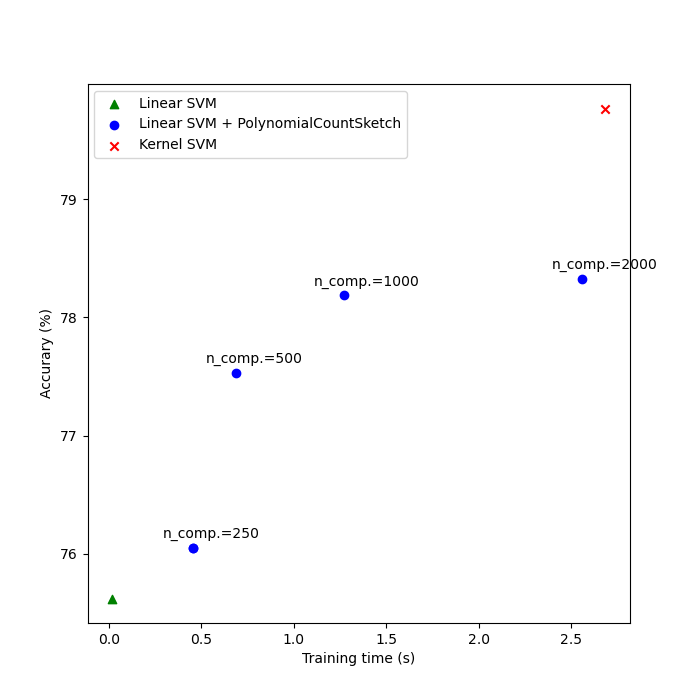 Linear SVM
Linear SVM + PolynomialCountSketch
Kernel SVM
79
78
77
76
Accurary (%)
n_comp.=2000
n_comp.=1000
n_comp.=500
n_comp.=250
0.0 0.5 1.0 1.5 2.0 2.5
Training time (s)